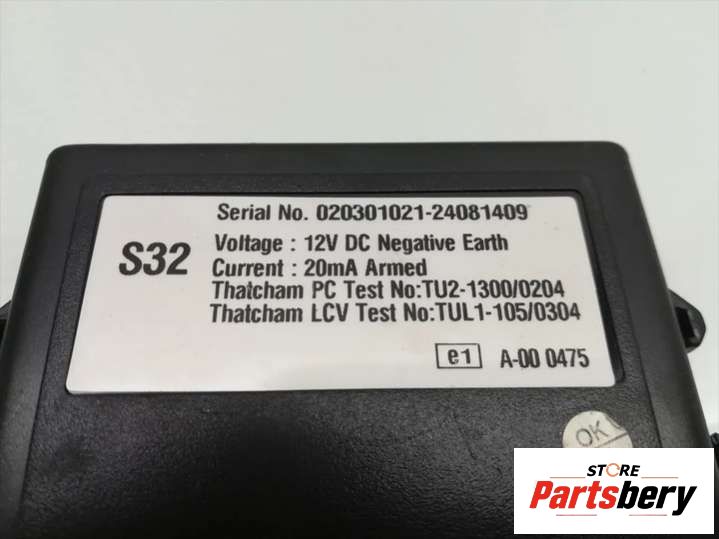 Serial No. 020301021-24081409
S32
Voltage : 12V DC Negative Earth
Current : 20mA Armed
Thatcham PC Test No:TU2-1300/0204
Thatcham LCV Test No:TUL1-105/0304
e1 A-00 0475
OK
STORE
Partsbery